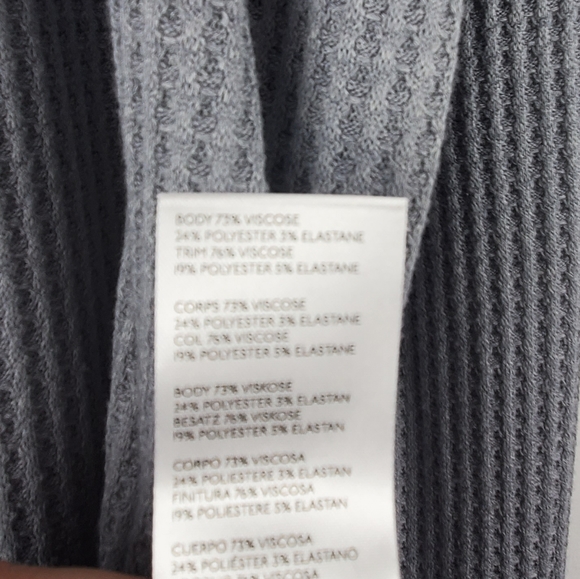 BODY 73% VISCOSE
24% POLYESTER 3% ELASTANE
TRIM 76% VISCOSE
19% POLYESTER 5% ELASTANE
CORPS 73% VISCOSE
24% POLYESTER 3% ELASTANE
COL 76% VISCOSE
19% POLYESTER 5% ELASTANE
BODY 73% VISKOSE
24% POLYESTER 3% ELASTAN
BESATZ 76% VISKOSE
19% POLYESTER 5% ELASTAN
CORPO 73% VISCOSA
24% POLIESTERE 3% ELASTAN
FINITURA 76% VISCOSA
19% POLIESTERE 5% ELASTAN
CUERPO 73% VISCOSA
24% POLIÉSTER 3% ELASTANO